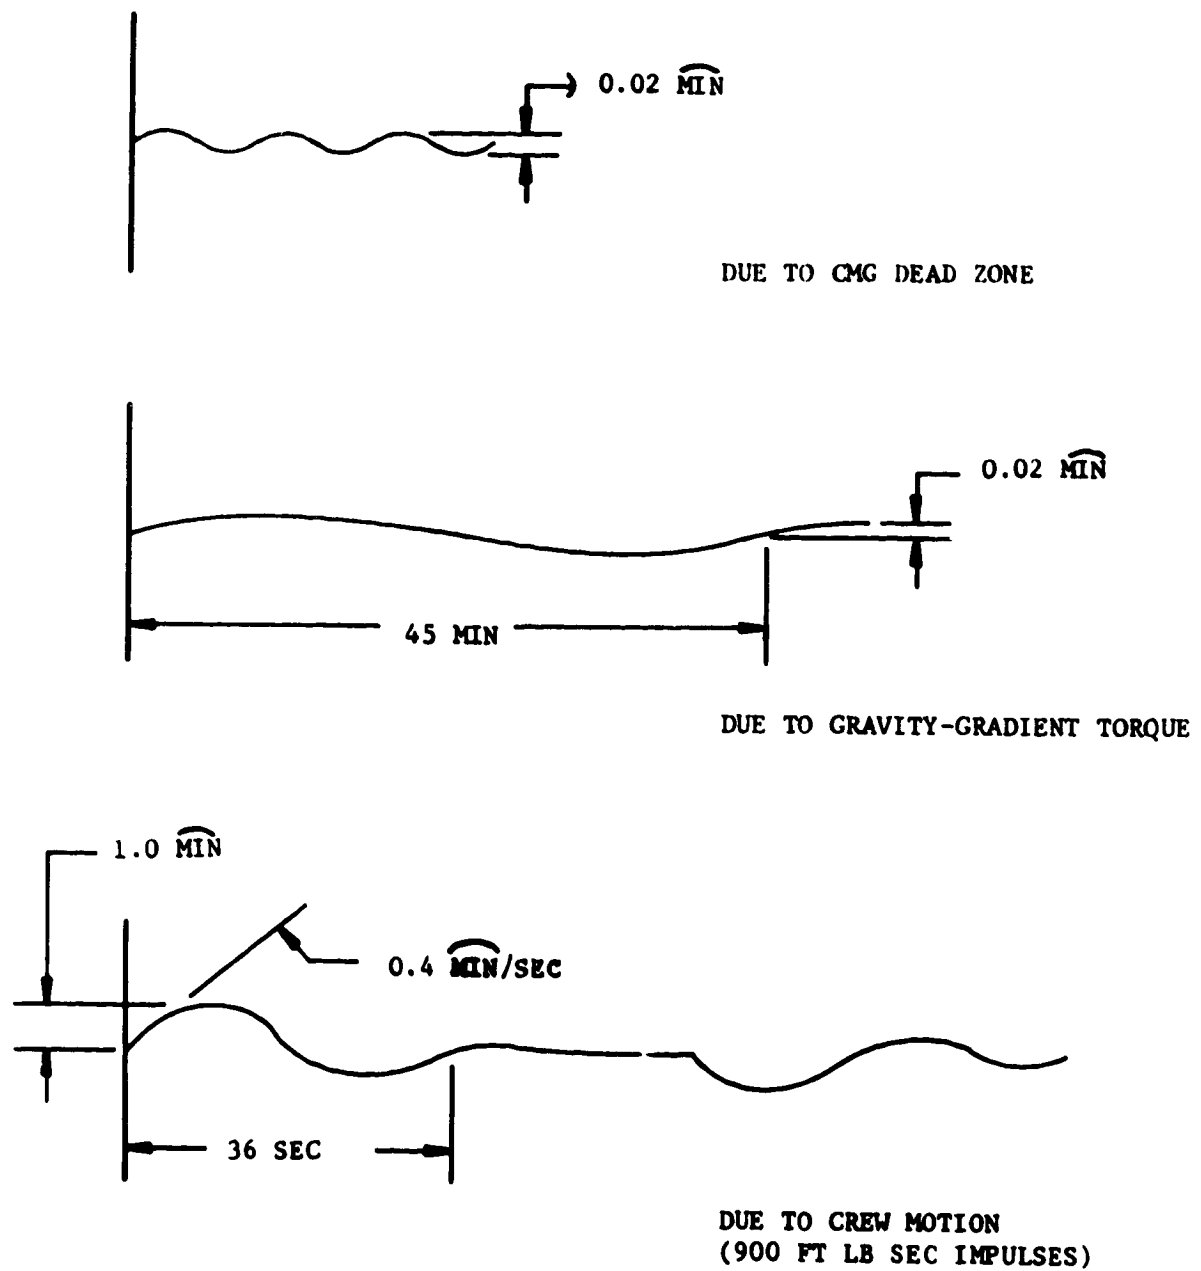 0.02 MIN
DUE TO CMG DEAD ZONE
0.02 MIN
45 MIN
DUE TO GRAVITY-GRADIENT TORQUE
1.0 MIN
0.4 MIN/SEC
36 SEC
DUE TO CREW MOTION
(900 FT LB SEC IMPULSES)